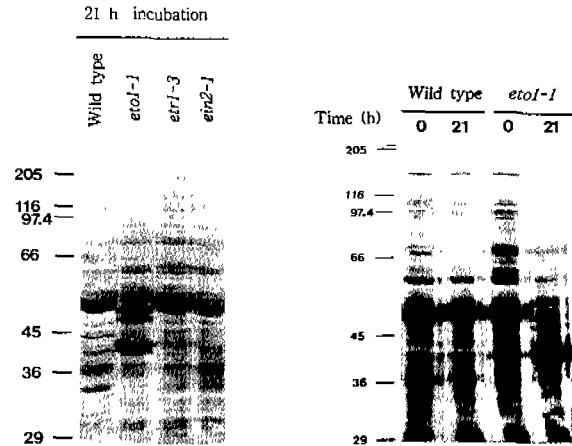 21 h incubation
Wild type
eto1-1
etr1-3
ein2-1
205
116
97.4
66
45
36
29
Wild type eto1-1
Time (h) 0 21 0 21
205
116
97.4
66
45
36
29